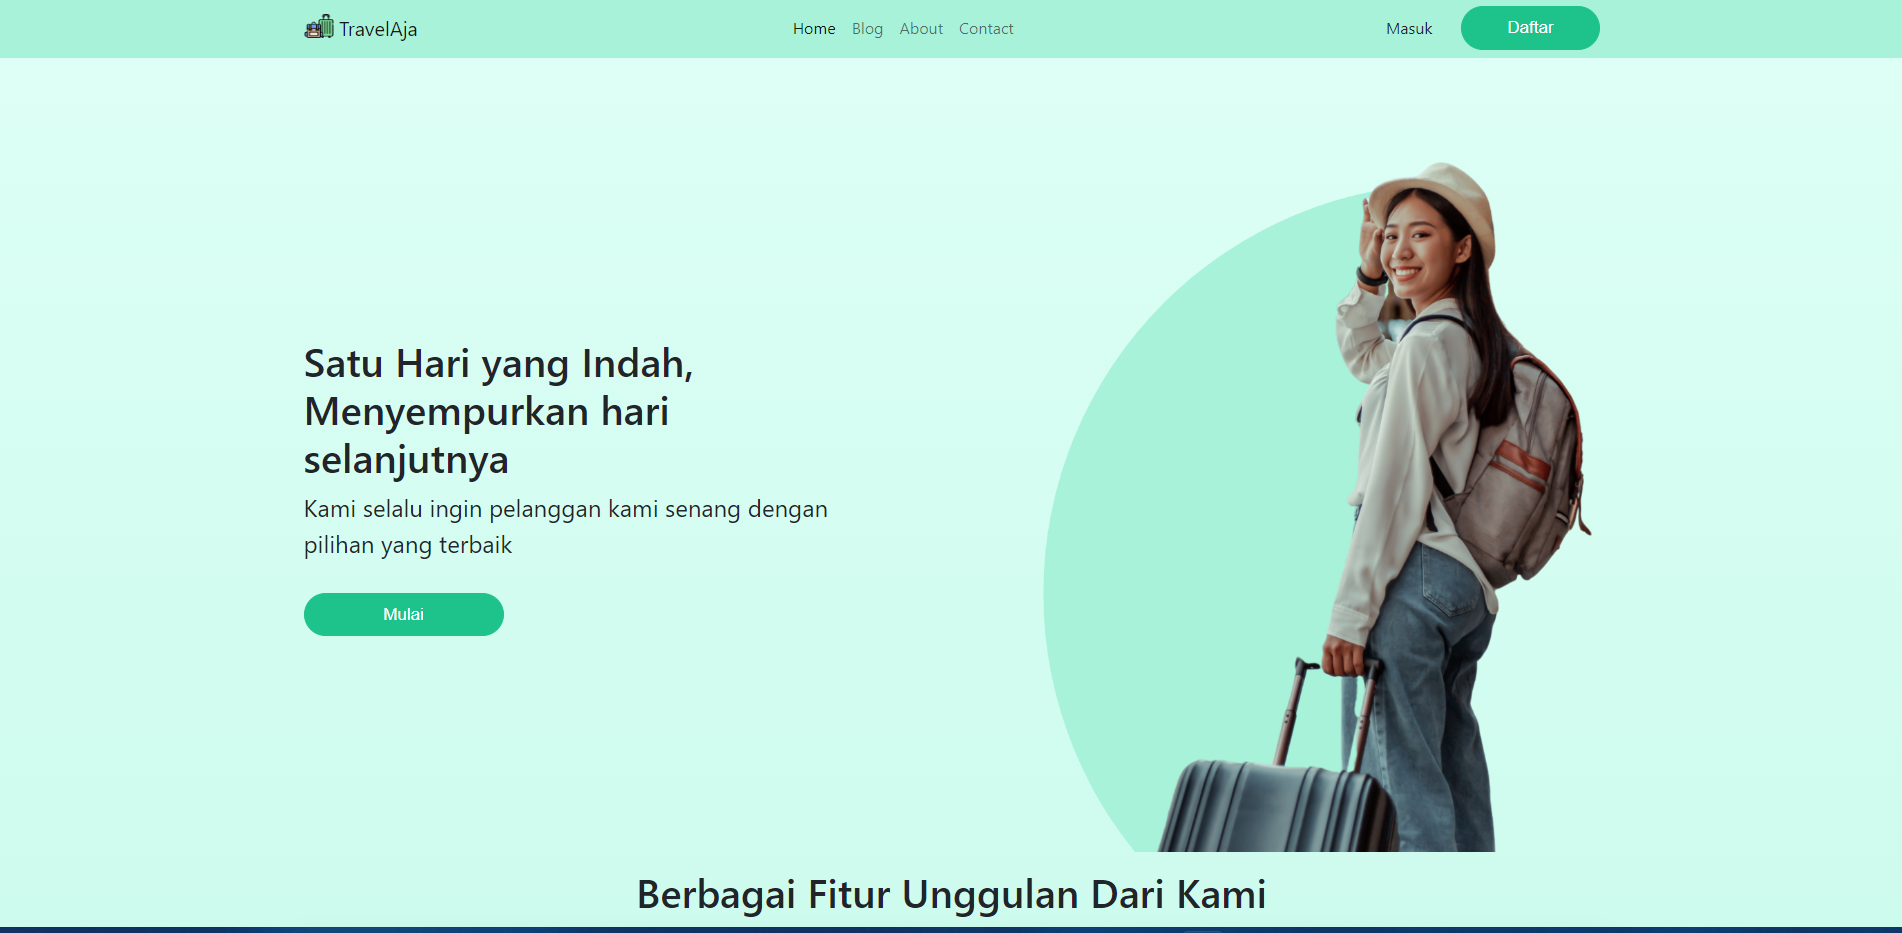 TravelAja
Home Blog About Contact
Masuk
Daftar
Satu Hari yang Indah,
Menyempurkan hari
selanjutnya
Kami selalu ingin pelanggan kami senang dengan
pilihan yang terbaik
Mulai
Berbagai Fitur Unggulan Dari Kami